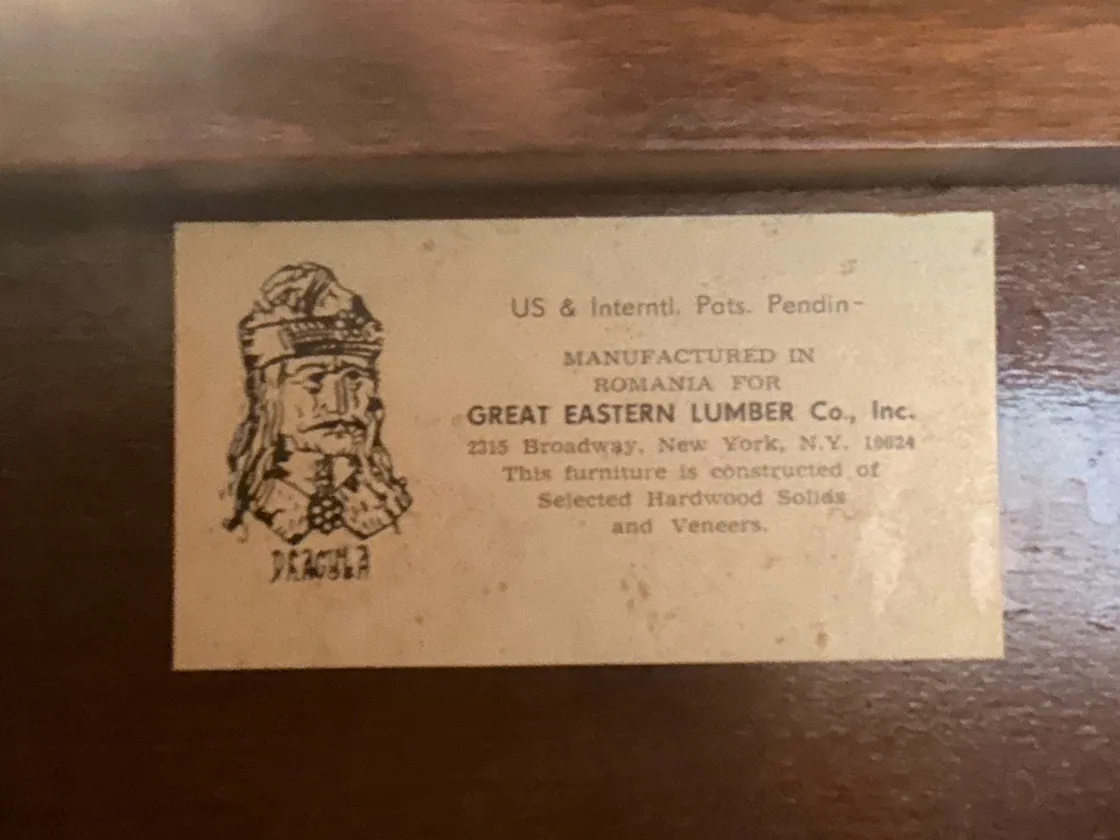 US & Interntl. Pats. Pendin-
MANUFACTURED IN
ROMANIA FOR
GREAT EASTERN LUMBER Co., Inc.
2315 Broadway, New York, N.Y. 10024
This furniture is constructed of
Selected Hardwood Solids
and Veneers.
DRACULA